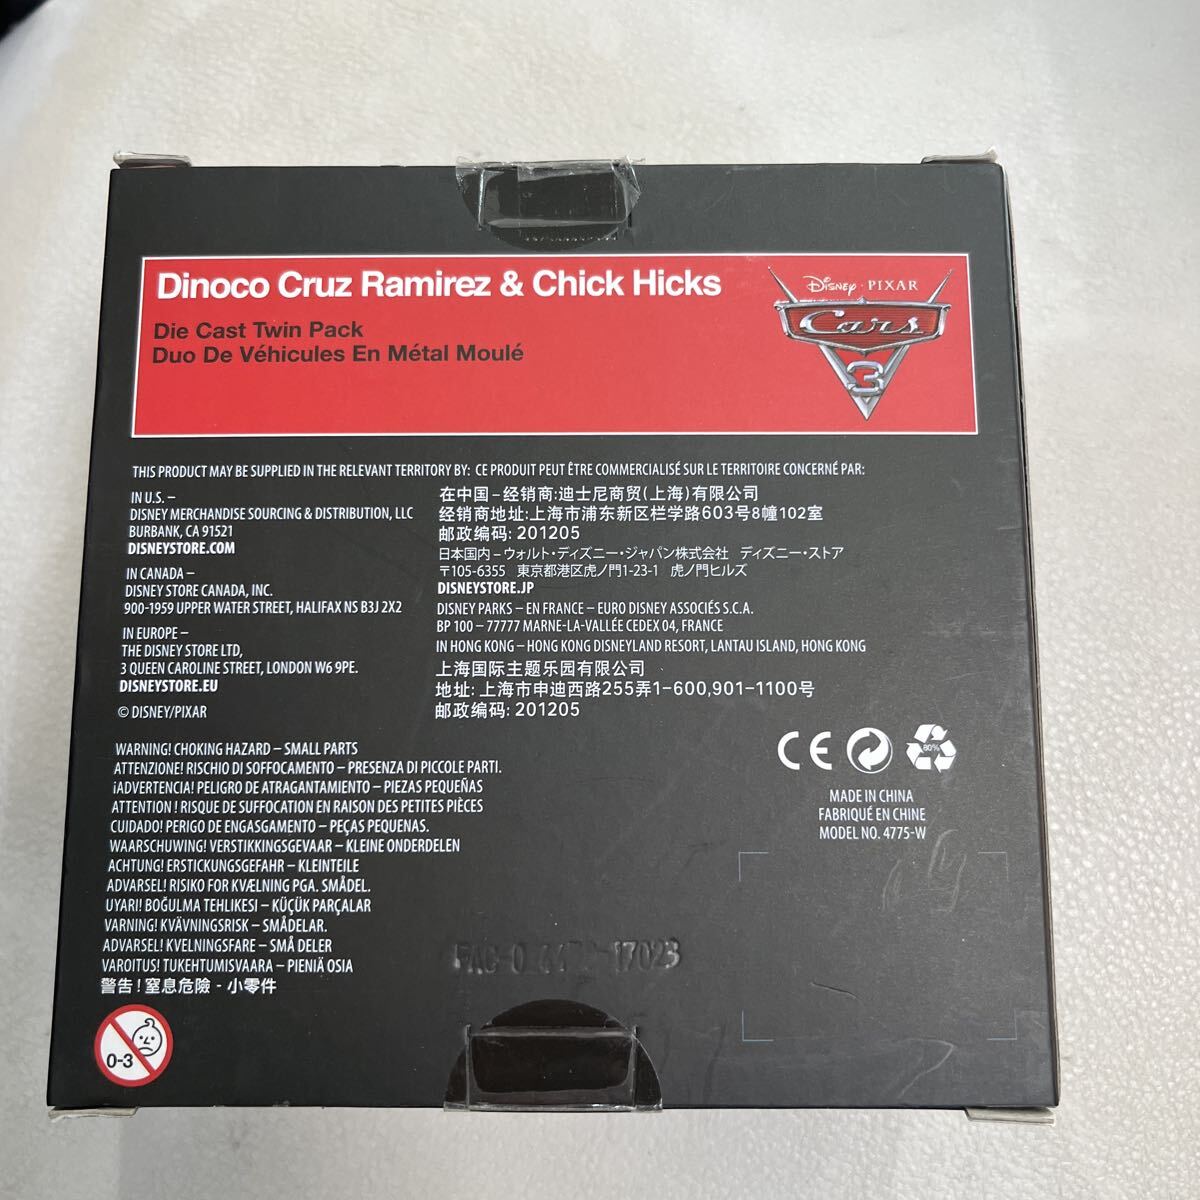 Dinoco Cruz Ramirez & Chick Hicks
Die Cast Twin Pack
Duo De Véhicules En Métal Moulé
Disney · PIXAR
Cars
3
THIS PRODUCT MAY BE SUPPLIED IN THE RELEVANT TERRITORY BY: CE PRODUIT PEUT ÊTRE COMMERCIALISÉ SUR LE TERRITOIRE CONCERNÉ PAR:
IN U.S. –
DISNEY MERCHANDISE SOURCING & DISTRIBUTION, LLC
BURBANK, CA 91521
DISNEYSTORE.COM
IN CANADA –
DISNEY STORE CANADA, INC.
900-1959 UPPER WATER STREET, HALIFAX NS B3J 2X2
IN EUROPE –
THE DISNEY STORE LTD,
3 QUEEN CAROLINE STREET, LONDON W6 9PE.
DISNEYSTORE.EU
© DISNEY/PIXAR
在中国-经销商:迪士尼商贸(上海)有限公司
经销商地址:上海市浦东新区栏学路603号8幢102室
邮政编码: 201205
日本国内 – ウォルト・ディズニー・ジャパン株式会社 ディズニー・ストア
〒105-6355 東京都港区虎ノ門1-23-1 虎ノ門ヒルズ
DISNEYSTORE.JP
DISNEY PARKS – EN FRANCE – EURO DISNEY ASSOCIÉS S.C.A.
BP 100 – 77777 MARNE-LA-VALLÉE CEDEX 04, FRANCE
IN HONG KONG – HONG KONG DISNEYLAND RESORT, LANTAU ISLAND, HONG KONG
上海国际主题乐园有限公司
地址: 上海市申迪西路255弄1-600,901-1100号
邮政编码: 201205
WARNING! CHOKING HAZARD – SMALL PARTS
ATTENZIONE! RISCHIO DI SOFFOCAMENTO – PRESENZA DI PICCOLE PARTI.
¡ADVERTENCIA! PELIGRO DE ATRAGANTAMIENTO – PIEZAS PEQUEÑAS
ATTENTION ! RISQUE DE SUFFOCATION EN RAISON DES PETITES PIÈCES
CUIDADO! PERIGO DE ENGASGAMENTO – PEÇAS PEQUENAS.
WAARSCHUWING! VERSTIKKINGSGEVAAR – KLEINE ONDERDELEN
ACHTUNG! ERSTICKUNGSGEFAHR – KLEINTEILE
ADVARSEL! RISIKO FOR KVÆLNING PGA. SMÅDEL.
UYARI! BOĞULMA TEHLIKESI – KÜÇÜK PARÇALAR
VARNING! KVÄVNINGSRISK – SMÅDELAR.
ADVARSEL! KVELNINGSFARE – SMÅ DELER
VAROITUS! TUKEHTUMISVAARA – PIENIÄ OSIA
警告 ! 窒息危險 - 小零件
0-3
CE
80%
MADE IN CHINA
FABRIQUÉ EN CHINE
MODEL NO. 4775-W